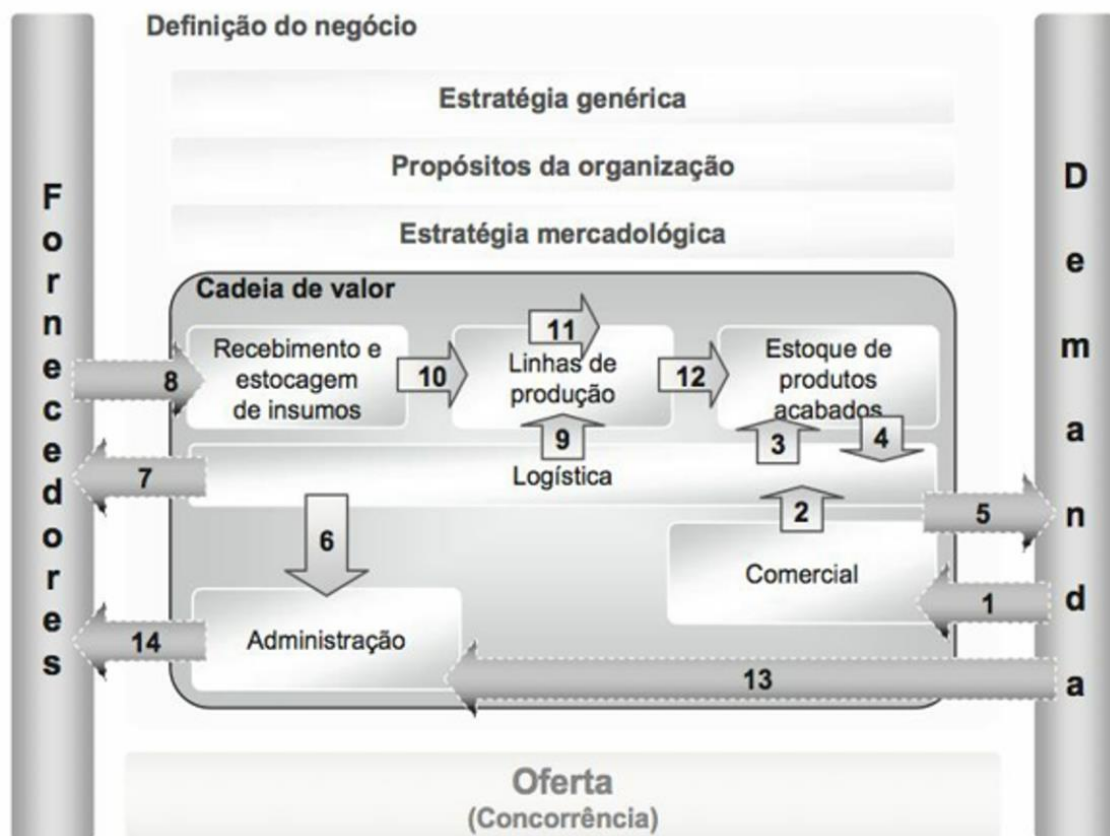 Definição do negócio
Estratégia genérica
Propósitos da organização
Estratégia mercadológica
Fornecedores
Demanda
Cadeia de valor
Recebimento e
estocagem
de insumos
Linhas de
produção
Estoque de
produtos
acabados
8
10
11
12
9
3
4
7
Logística
6
2
5
Comercial
1
14
Administração
13
Oferta
(Concorrência)